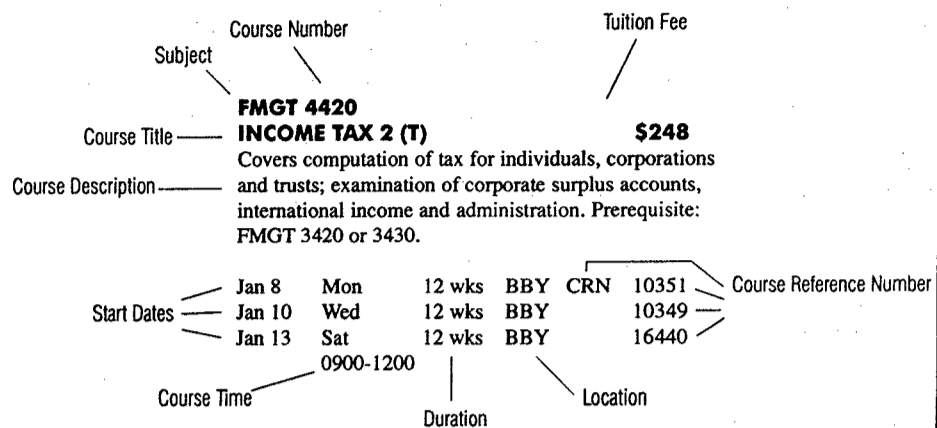 Course Number
Tuition Fee
Subject
FMGT 4420
Course Title
INCOME TAX 2 (T) $248
Covers computation of tax for individuals, corporations
Course Description
and trusts; examination of corporate surplus accounts,
international income and administration. Prerequisite:
FMGT 3420 or 3430.
Jan 8 Mon 12 wks BBY CRN 10351 Course Reference Number
Start Dates Jan 10 Wed 12 wks BBY 10349
Jan 13 Sat 12 wks BBY 16440
0900-1200
Course Time
Location
Duration